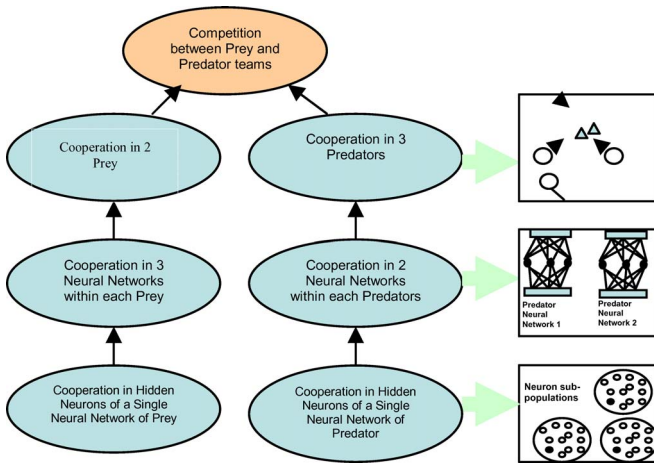 Competition
between Prey and
Predator teams
Cooperation in 2
Prey
Cooperation in 3
Predators
Cooperation in 3
Neural Networks
within each Prey
Cooperation in 2
Neural Networks
within each Predators
Predator
Neural
Network 1
Predator
Neural
Network 2
Cooperation in Hidden
Neurons of a Single
Neural Network of Prey
Cooperation in Hidden
Neurons of a Single
Neural Network of
Predator
Neuron sub-
populations